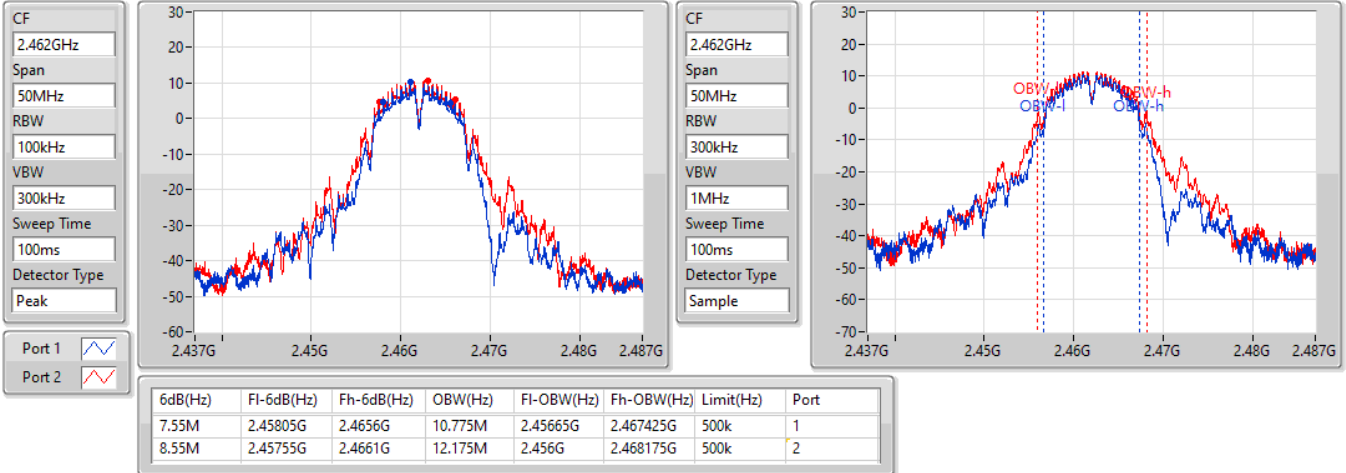 CF
2.462GHz
Span
50MHz
RBW
100kHz
VBW
300kHz
Sweep Time
100ms
Detector Type
Peak
Port 1
Port 2
30
20
10
0
-10
-20
-30
-40
-50
-60
2.437G 2.45G 2.46G 2.47G 2.48G 2.487G
CF
2.462GHz
Span
50MHz
RBW
300kHz
VBW
1MHz
Sweep Time
100ms
Detector Type
Sample
30
20
10
0
-10
-20
-30
-40
-50
-60
-70
OBW-l OBW-h
OBW-l OBW-h
2.437G 2.45G 2.46G 2.47G 2.48G 2.487G
6dB(Hz) Fl-6dB(Hz) Fh-6dB(Hz) OBW(Hz) Fl-OBW(Hz) Fh-OBW(Hz) Limit(Hz) Port
7.55M 2.45805G 2.4656G 10.775M 2.45665G 2.467425G 500k 1
8.55M 2.45755G 2.4661G 12.175M 2.456G 2.468175G 500k 2